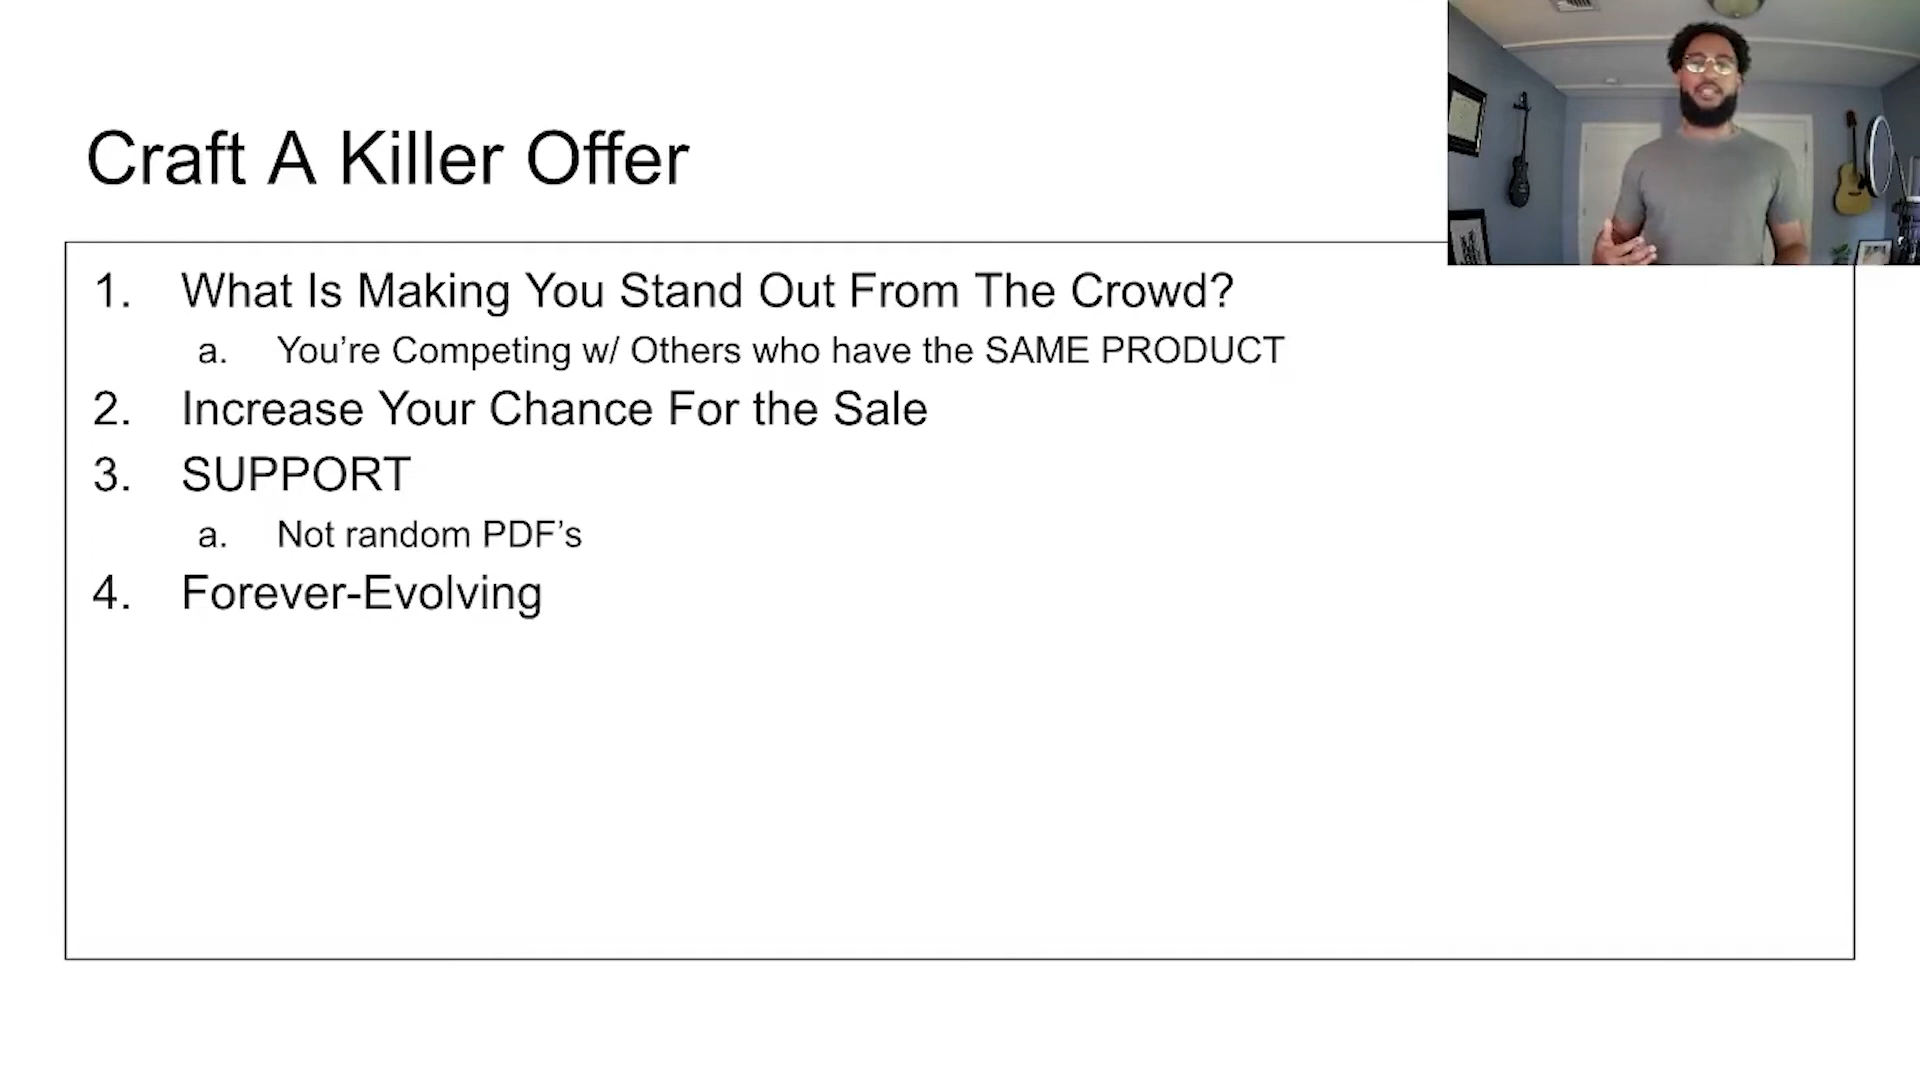 Craft A Killer Offer
1. What Is Making You Stand Out From The Crowd?
a. You’re Competing w/ Others who have the SAME PRODUCT
2. Increase Your Chance For the Sale
3. SUPPORT
a. Not random PDF’s
4. Forever-Evolving